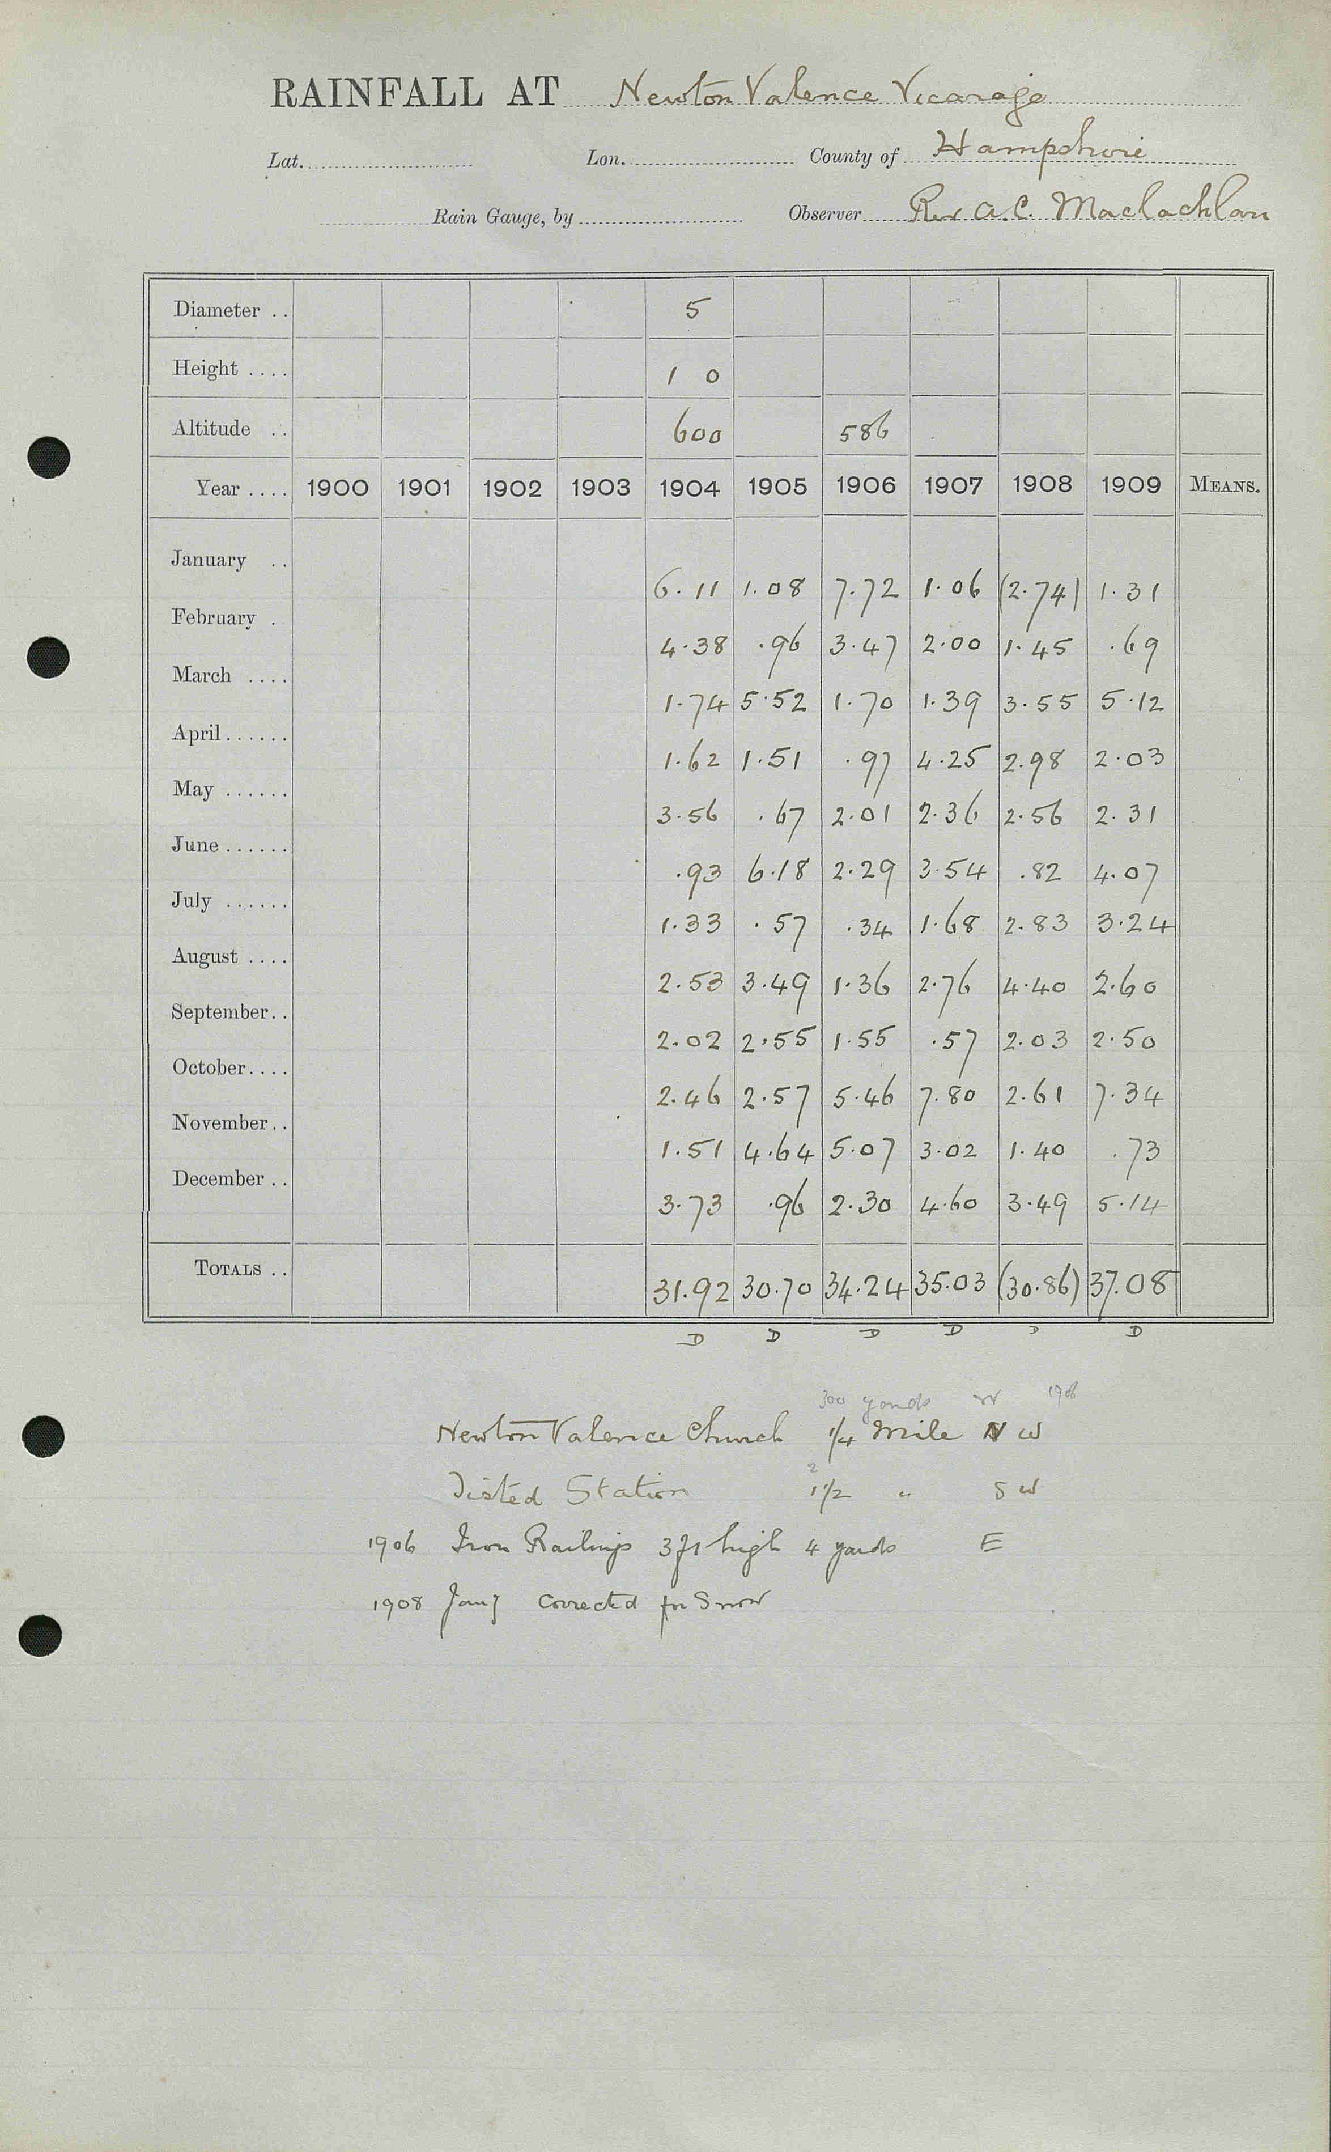 RAINFALL AT Newton Valence Vicarage
Lat. Lon. County of Hampshire
Rain Gauge, by Observer Rev A.C. Maclachlan
Diameter .. 5
Height .... 1 0
Altitude .. 600 586
Year .... 1900 1901 1902 1903 1904 1905 1906 1907 1908 1909 MEANS.
January .. 6.11 1.08 7.72 1.06 (2.74) 1.31
February . 4.38 .96 3.47 2.00 1.45 .69
March .... 1.74 5.52 1.70 1.39 3.55 5.12
April ...... 1.62 1.51 .97 4.25 2.98 2.03
May ...... 3.56 .67 2.01 2.36 2.56 2.31
June ...... .93 6.18 2.29 3.54 .82 4.07
July ...... 1.33 .57 .34 1.68 2.83 3.24
August .... 2.53 3.49 1.36 2.76 4.40 2.60
September.. 2.02 2.55 1.55 .57 2.03 2.50
October.... 2.46 2.57 5.46 7.80 2.61 7.34
November.. 1.51 4.64 5.07 3.02 1.40 .73
December .. 3.73 .96 2.30 4.60 3.49 5.14
TOTALS .. 31.92 30.70 34.24 35.03 (30.86) 37.08
D D D D D D
300 yards W 1906
Newton Valence Church 1/4 Mile N W
2
Tisted Station 1 1/2 " S W
1906 Iron Railings 3ft high 4 yards E
1908 Jany Corrected for Snow